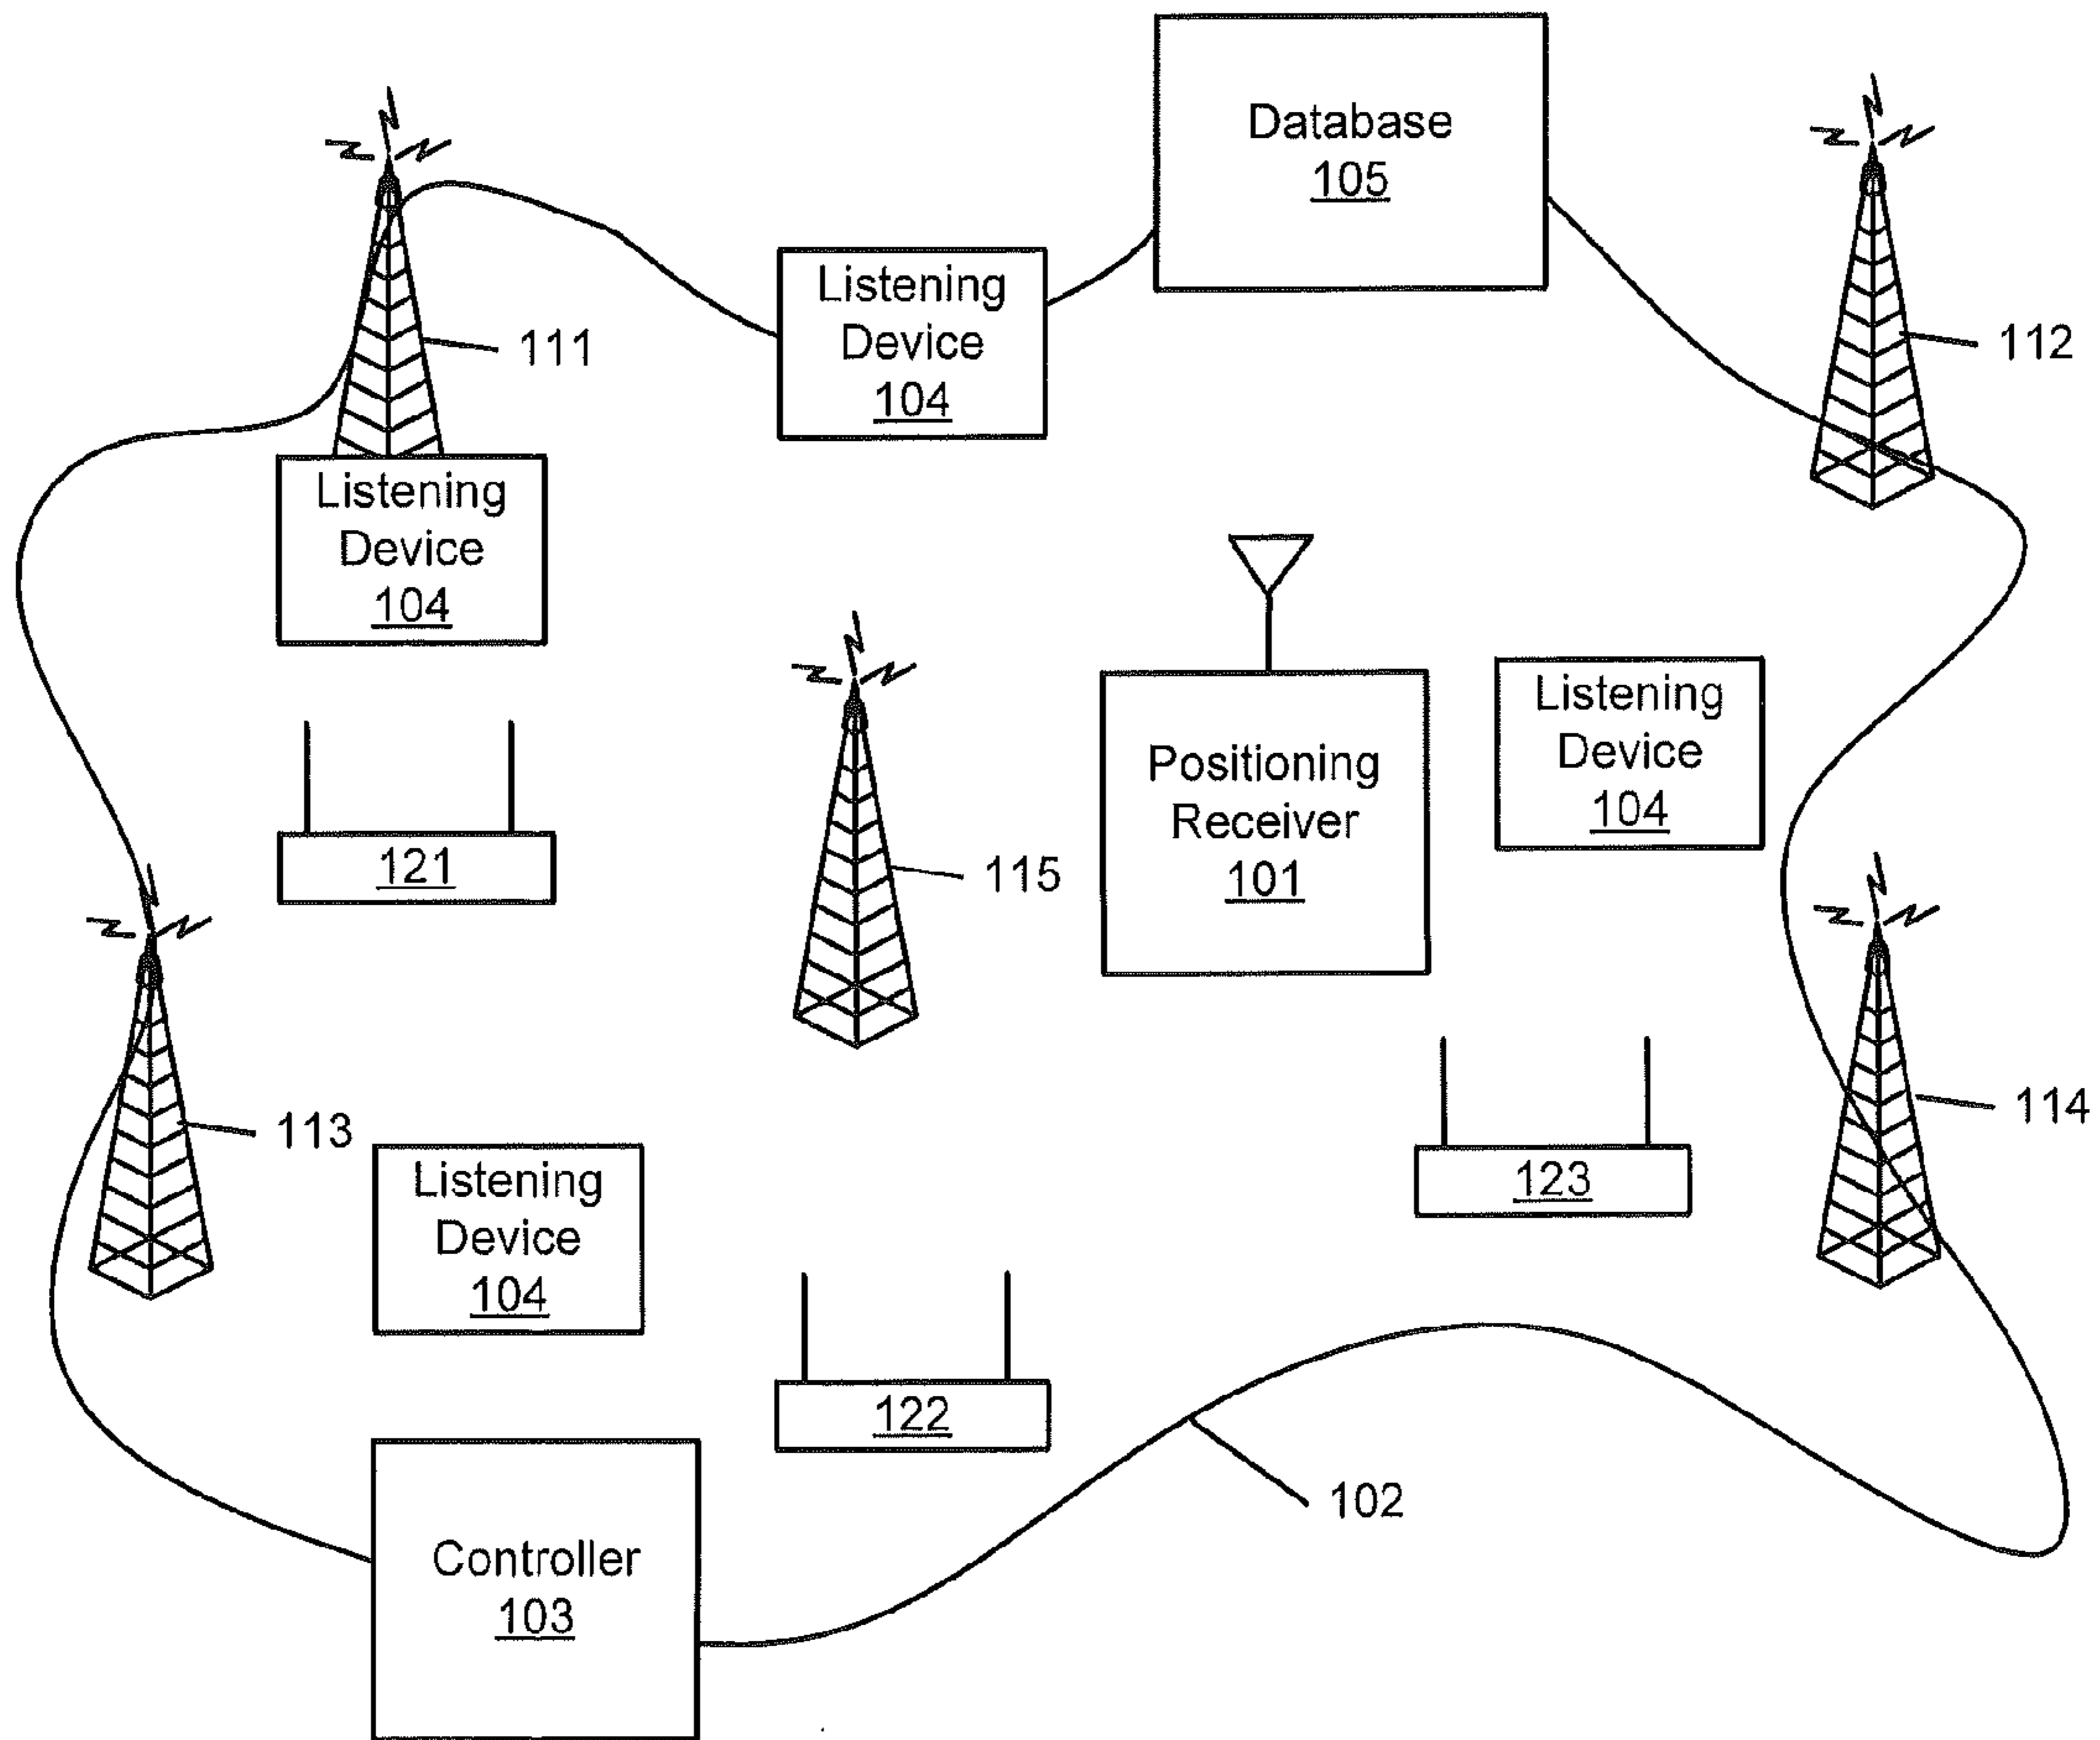 Database
105
Listening
Device
104
111
112
Listening
Device
104
Listening
Device
104
Positioning
Receiver
101
121
115
113
114
Listening
Device
104
123
122
102
Controller
103